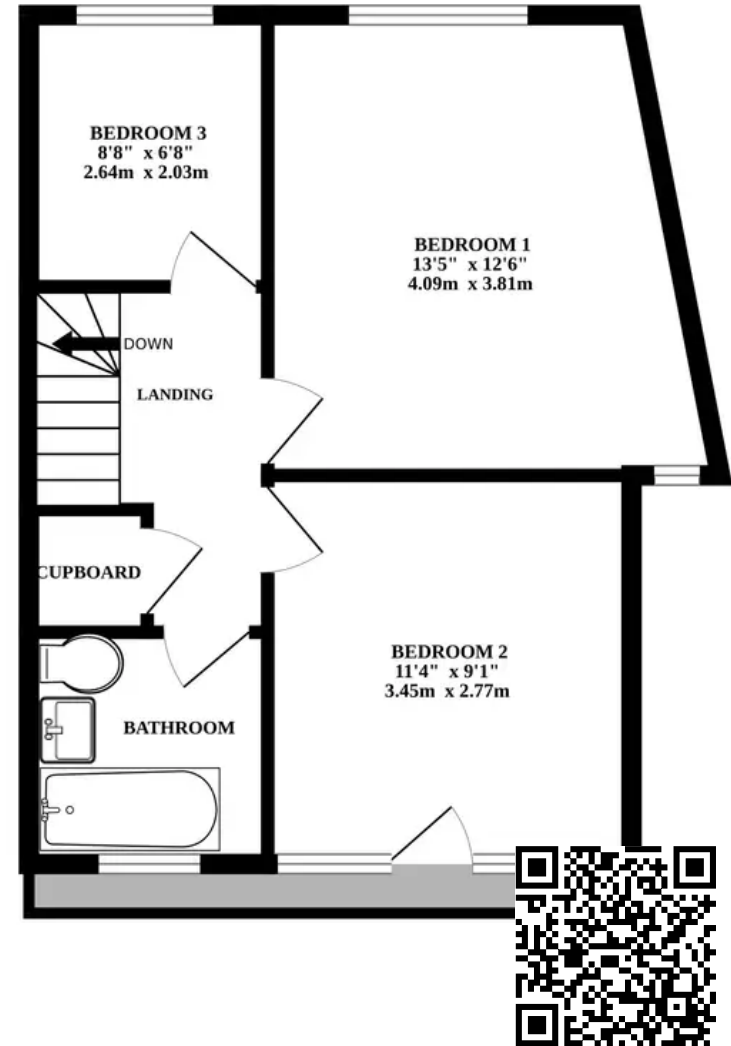 BEDROOM 3
8'8" x 6'8"
2.64m x 2.03m
BEDROOM 1
13'5" x 12'6"
4.09m x 3.81m
DOWN
LANDING
CUPBOARD
BEDROOM 2
11'4" x 9'1"
3.45m x 2.77m
BATHROOM